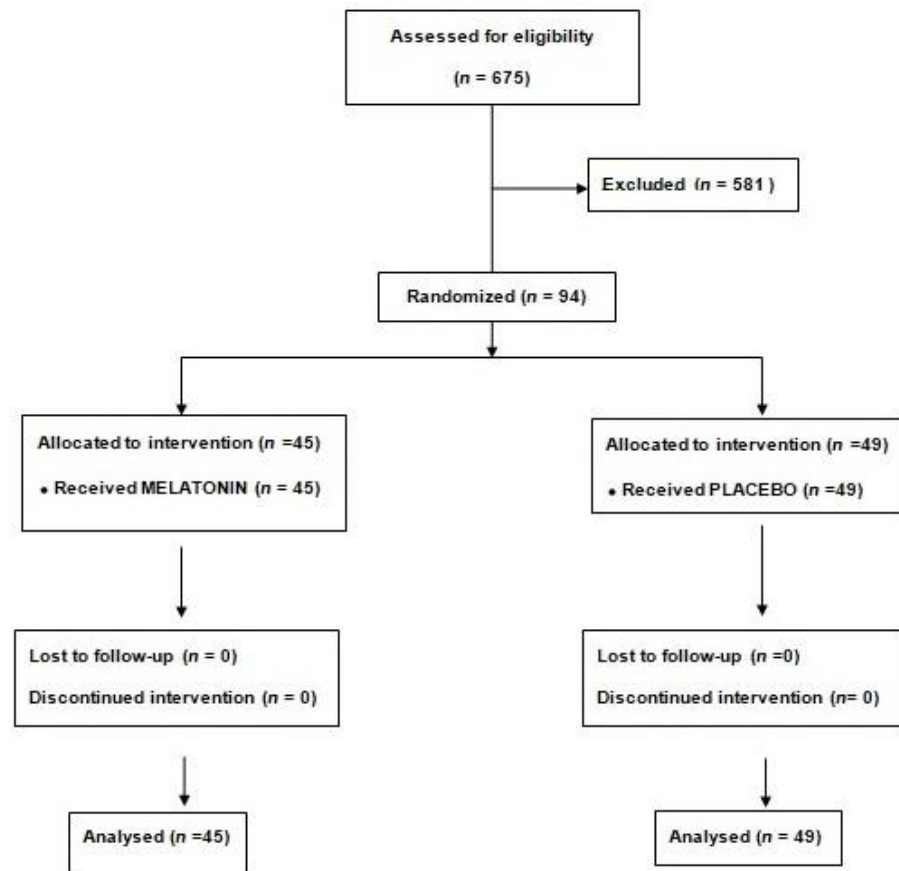 Assessed for eligibility
(n = 675)
Excluded (n = 581 )
Randomized (n = 94)
Allocated to intervention (n =45)
• Received MELATONIN (n = 45)
Allocated to intervention (n =49)
• Received PLACEBO (n =49)
Lost to follow-up (n = 0)
Discontinued intervention (n = 0)
Lost to follow-up (n =0)
Discontinued intervention (n= 0)
Analysed (n =45)
Analysed (n = 49)